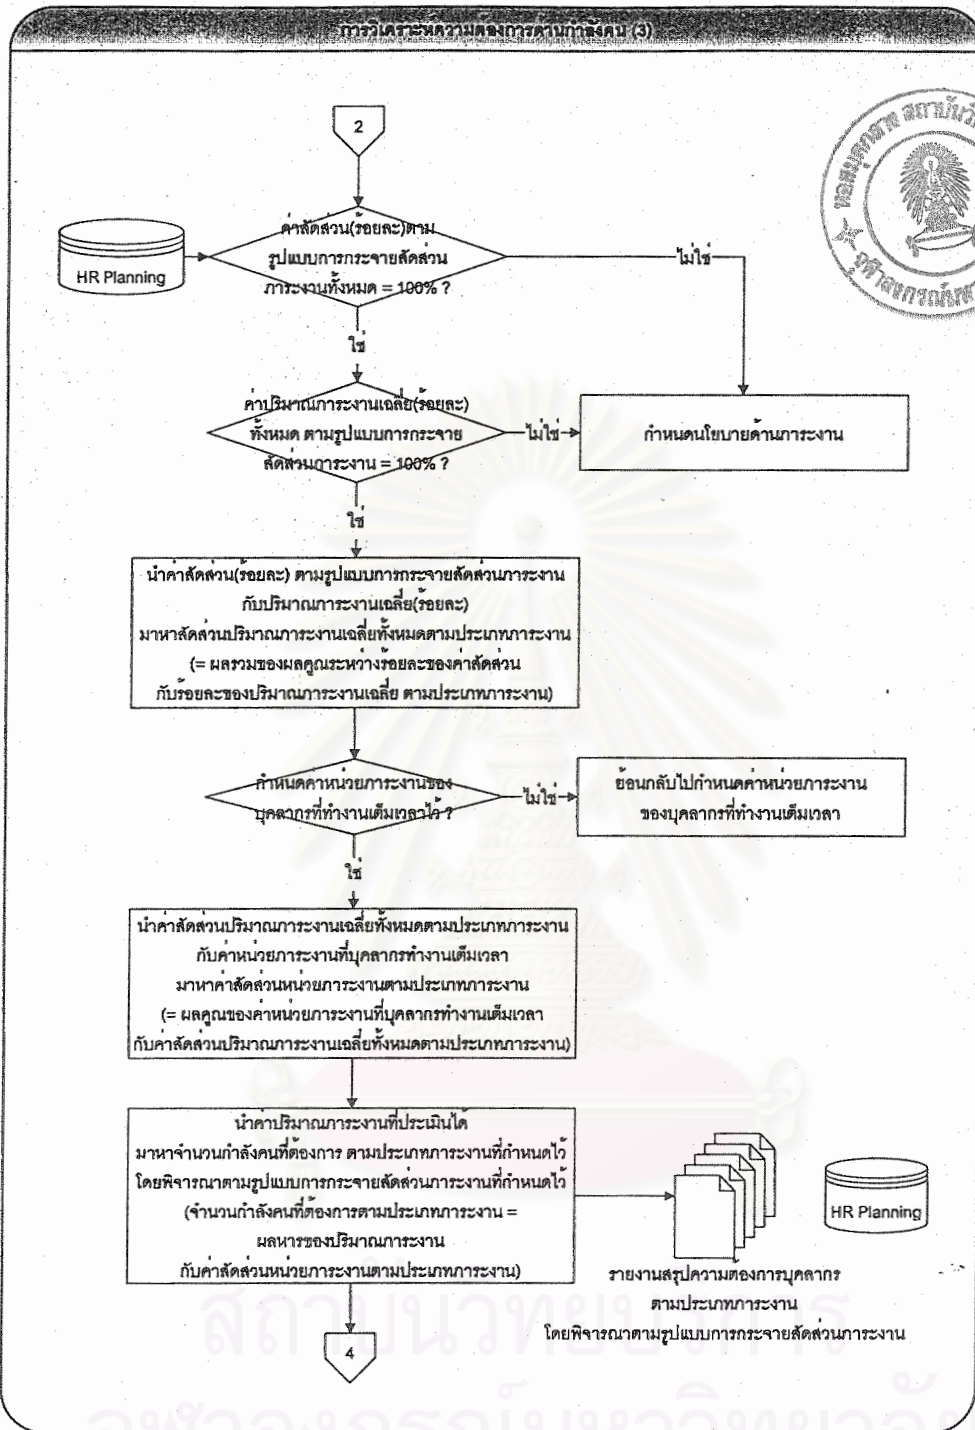 การวิเคราะห์ความต้องการด้านกำลังคน (3)
2
HR Planning
ค่าสัดส่วน(ร้อยละ)ตาม
รูปแบบการกระจายสัดส่วน
ภาระงานทั้งหมด = 100% ?
ไม่ใช่
ใช่
ค่าปริมาณภาระงานเฉลี่ย(ร้อยละ)
ทั้งหมด ตามรูปแบบการกระจาย
สัดส่วนภาระงาน = 100% ?
ไม่ใช่
กำหนดนโยบายด้านภาระงาน
ใช่
นำค่าสัดส่วน(ร้อยละ) ตามรูปแบบการกระจายสัดส่วนภาระงาน
กับปริมาณภาระงานเฉลี่ย(ร้อยละ)
มาหาสัดส่วนปริมาณภาระงานเฉลี่ยทั้งหมดตามประเภทภาระงาน
(= ผลรวมของผลคูณระหว่างร้อยละของค่าสัดส่วน
กับร้อยละของปริมาณภาระงานเฉลี่ย ตามประเภทภาระงาน)
กำหนดค่าหน่วยภาระงานของ
บุคลากรที่ทำงานเต็มเวลาไว้ ?
ไม่ใช่
ย้อนกลับไปกำหนดค่าหน่วยภาระงาน
ของบุคลากรที่ทำงานเต็มเวลา
ใช่
นำค่าสัดส่วนปริมาณภาระงานเฉลี่ยทั้งหมดตามประเภทภาระงาน
กับค่าหน่วยภาระงานที่บุคลากรทำงานเต็มเวลา
มาหาค่าสัดส่วนหน่วยภาระงานตามประเภทภาระงาน
(= ผลคูณของค่าหน่วยภาระงานที่บุคลากรทำงานเต็มเวลา
กับค่าสัดส่วนปริมาณภาระงานเฉลี่ยทั้งหมดตามประเภทภาระงาน)
นำค่าปริมาณภาระงานที่ประเมินได้
มาหาจำนวนกำลังคนที่ต้องการ ตามประเภทภาระงานที่กำหนดไว้
โดยพิจารณาตามรูปแบบการกระจายสัดส่วนภาระงานที่กำหนดไว้
(จำนวนกำลังคนที่ต้องการตามประเภทภาระงาน =
ผลหารของปริมาณภาระงาน
กับค่าสัดส่วนหน่วยภาระงานตามประเภทภาระงาน)
HR Planning
รายงานสรุปความต้องการบุคลากร
ตามประเภทภาระงาน
โดยพิจารณาตามรูปแบบการกระจายสัดส่วนภาระงาน
4
สถาบันวิทยบริการ
จุฬาลงกรณ์มหาวิทยาลัย